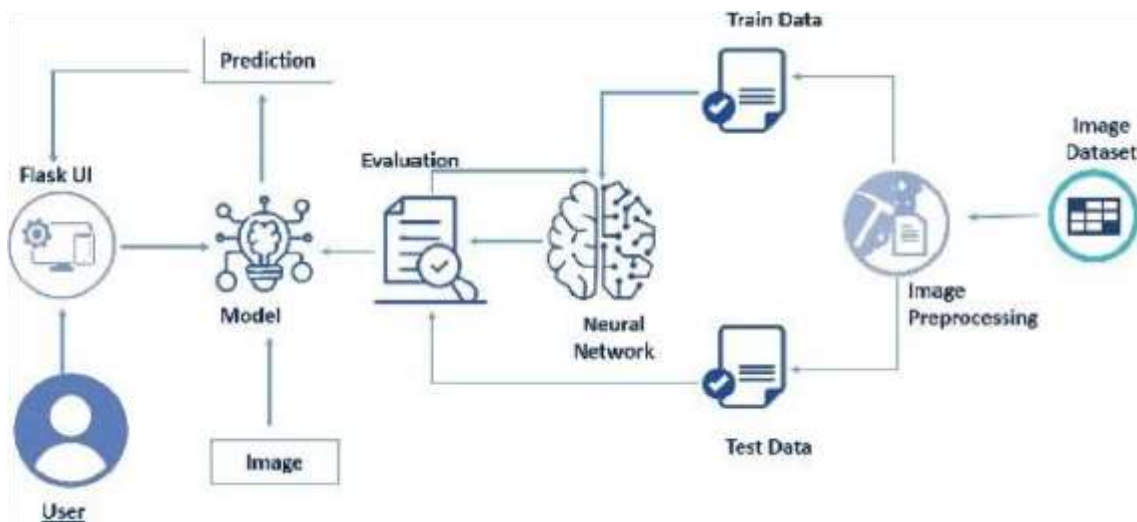 Train Data
Prediction
Image
Dataset
Evaluation
Flask UI
Image
Preprocessing
Model
Neural
Network
Test Data
Image
User